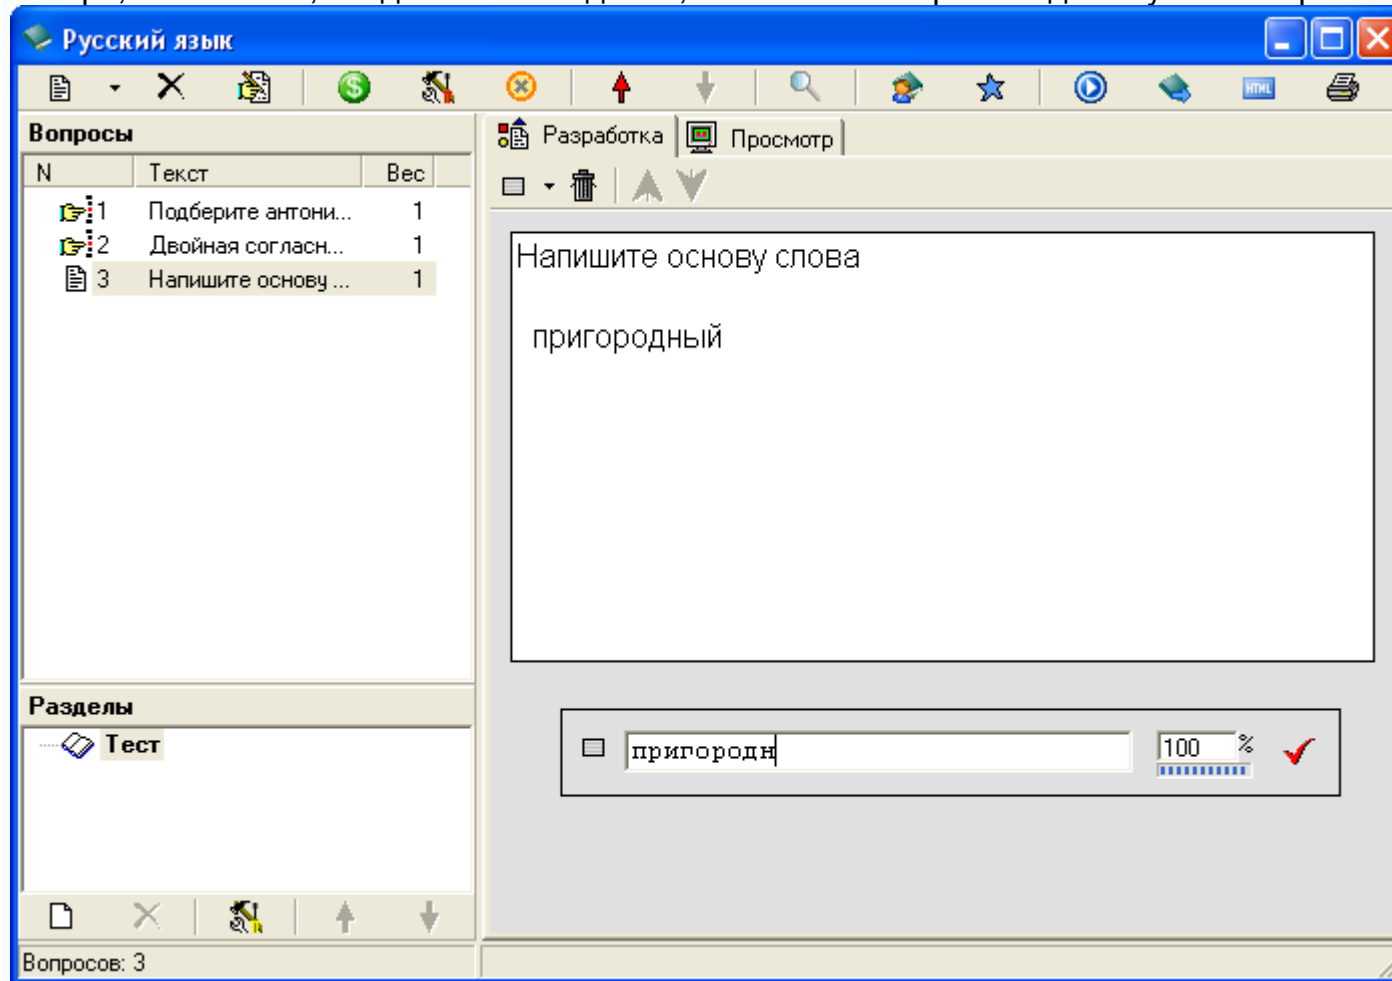 Русский язык
HTML
Вопросы
N Текст Вес
1 Подберите антони... 1
2 Двойная согласн... 1
3 Напишите основу ... 1
Разделы
Тест
Вопросов: 3
Разработка Просмотр
Напишите основу слова
пригородный
пригородн 100 %